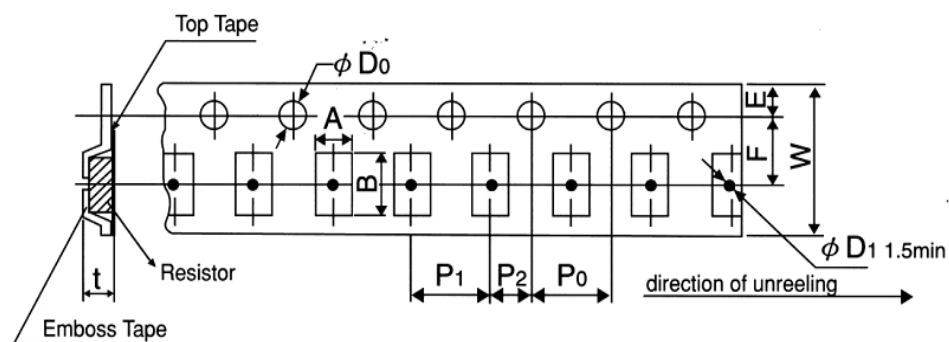 Top Tape
φ D0
A
E
B
F
W
φ D1 1.5min
P1
P2
P0
Resistor
t
direction of unreeling
Emboss Tape